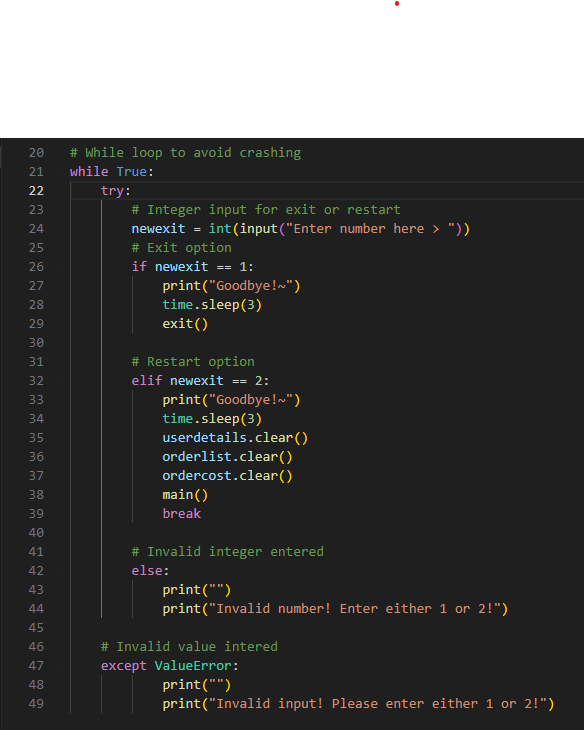 20 # While loop to avoid crashing
21 while True:
22     try:
23         # Integer input for exit or restart
24         newexit = int(input("Enter number here > "))
25         # Exit option
26         if newexit == 1:
27             print("Goodbye!~")
28             time.sleep(3)
29             exit()
30
31         # Restart option
32         elif newexit == 2:
33             print("Goodbye!~")
34             time.sleep(3)
35             userdetails.clear()
36             orderlist.clear()
37             ordercost.clear()
38             main()
39             break
40
41         # Invalid integer entered
42         else:
43             print("")
44             print("Invalid number! Enter either 1 or 2!")
45
46     # Invalid value intered
47     except ValueError:
48             print("")
49             print("Invalid input! Please enter either 1 or 2!")